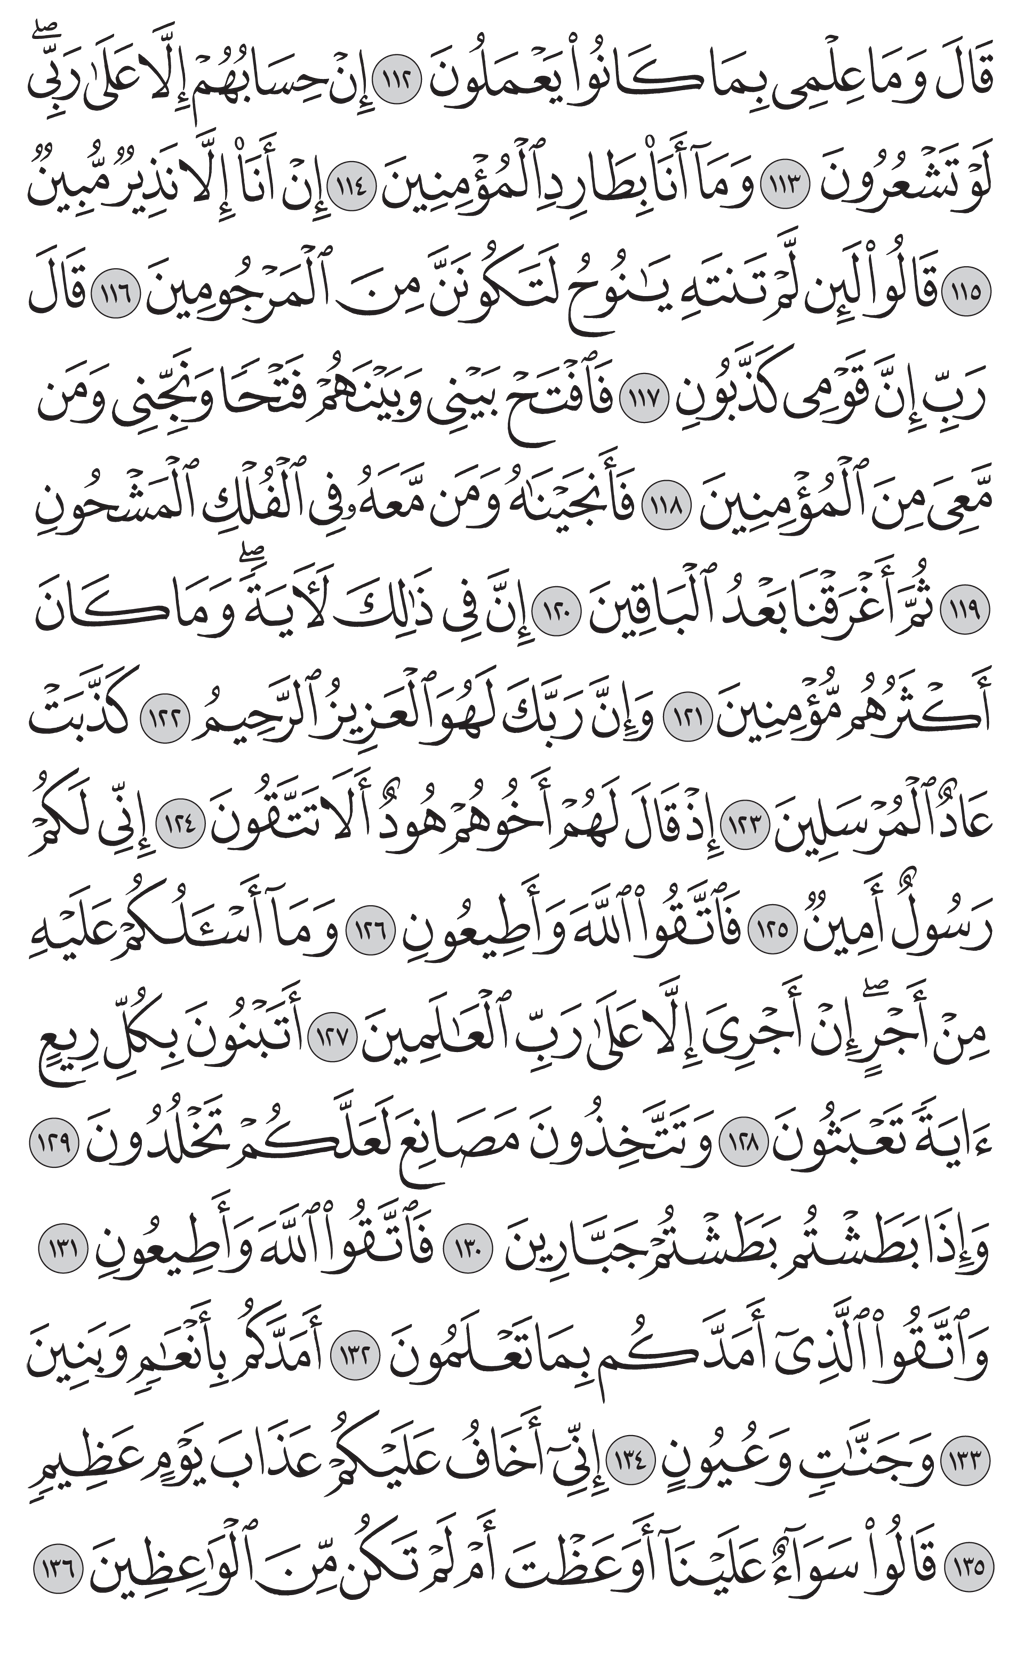 قَالَ وَمَا عِلۡمِي بِمَا كَانُواْ يَعۡمَلُونَ ١١٢ إِنۡ حِسَابُهُمۡ إِلَّا عَلَىٰ رَبِّيۖ
لَوۡ تَشۡعُرُونَ ١١٣ وَمَآ أَنَا۠ بِطَارِدِ ٱلۡمُؤۡمِنِينَ ١١٤ إِنۡ أَنَا۠ إِلَّا نَذِيرٞ مُّبِينٞ
١١٥ قَالُواْ لَئِن لَّمۡ تَنتَهِ يَٰنُوحُ لَتَكُونَنَّ مِنَ ٱلۡمَرۡجُومِينَ ١١٦ قَالَ
رَبِّ إِنَّ قَوۡمِي كَذَّبُونِ ١١٧ فَٱفۡتَحۡ بَيۡنِي وَبَيۡنَهُمۡ فَتۡحٗا وَنَجِّنِي وَمَن
مَّعِيَ مِنَ ٱلۡمُؤۡمِنِينَ ١١٨ فَأَنجَيۡنَٰهُ وَمَن مَّعَهُۥ فِي ٱلۡفُلۡكِ ٱلۡمَشۡحُونِ
١١٩ ثُمَّ أَغۡرَقۡنَا بَعۡدُ ٱلۡبَاقِينَ ١٢٠ إِنَّ فِي ذَٰلِكَ لَأٓيَةٗۖ وَمَا كَانَ
أَكۡثَرُهُم مُّؤۡمِنِينَ ١٢١ وَإِنَّ رَبَّكَ لَهُوَ ٱلۡعَزِيزُ ٱلرَّحِيمُ ١٢٢ كَذَّبَتۡ
عَادٌ ٱلۡمُرۡسَلِينَ ١٢٣ إِذۡ قَالَ لَهُمۡ أَخُوهُمۡ هُودٌ أَلَا تَتَّقُونَ ١٢٤ إِنِّي لَكُمۡ
رَسُولٌ أَمِينٞ ١٢٥ فَٱتَّقُواْ ٱللَّهَ وَأَطِيعُونِ ١٢٦ وَمَآ أَسۡـَٔلُكُمۡ عَلَيۡهِ
مِنۡ أَجۡرٍۖ إِنۡ أَجۡرِيَ إِلَّا عَلَىٰ رَبِّ ٱلۡعَٰلَمِينَ ١٢٧ أَتَبۡنُونَ بِكُلِّ رِيعٍ
ءَايَةٗ تَعۡبَثُونَ ١٢٨ وَتَتَّخِذُونَ مَصَانِعَ لَعَلَّكُمۡ تَخۡلُدُونَ ١٢٩
وَإِذَا بَطَشۡتُم بَطَشۡتُمۡ جَبَّارِينَ ١٣٠ فَٱتَّقُواْ ٱللَّهَ وَأَطِيعُونِ ١٣١
وَٱتَّقُواْ ٱلَّذِيٓ أَمَدَّكُم بِمَا تَعۡلَمُونَ ١٣٢ أَمَدَّكُم بِأَنۡعَٰمٖ وَبَنِينَ
١٣٣ وَجَنَّٰتٖ وَعُيُونٍ ١٣٤ إِنِّيٓ أَخَافُ عَلَيۡكُمۡ عَذَابَ يَوۡمٍ عَظِيمٖ
١٣٥ قَالُواْ سَوَآءٌ عَلَيۡنَآ أَوَعَظۡتَ أَمۡ لَمۡ تَكُن مِّنَ ٱلۡوَٰعِظِينَ ١٣٦